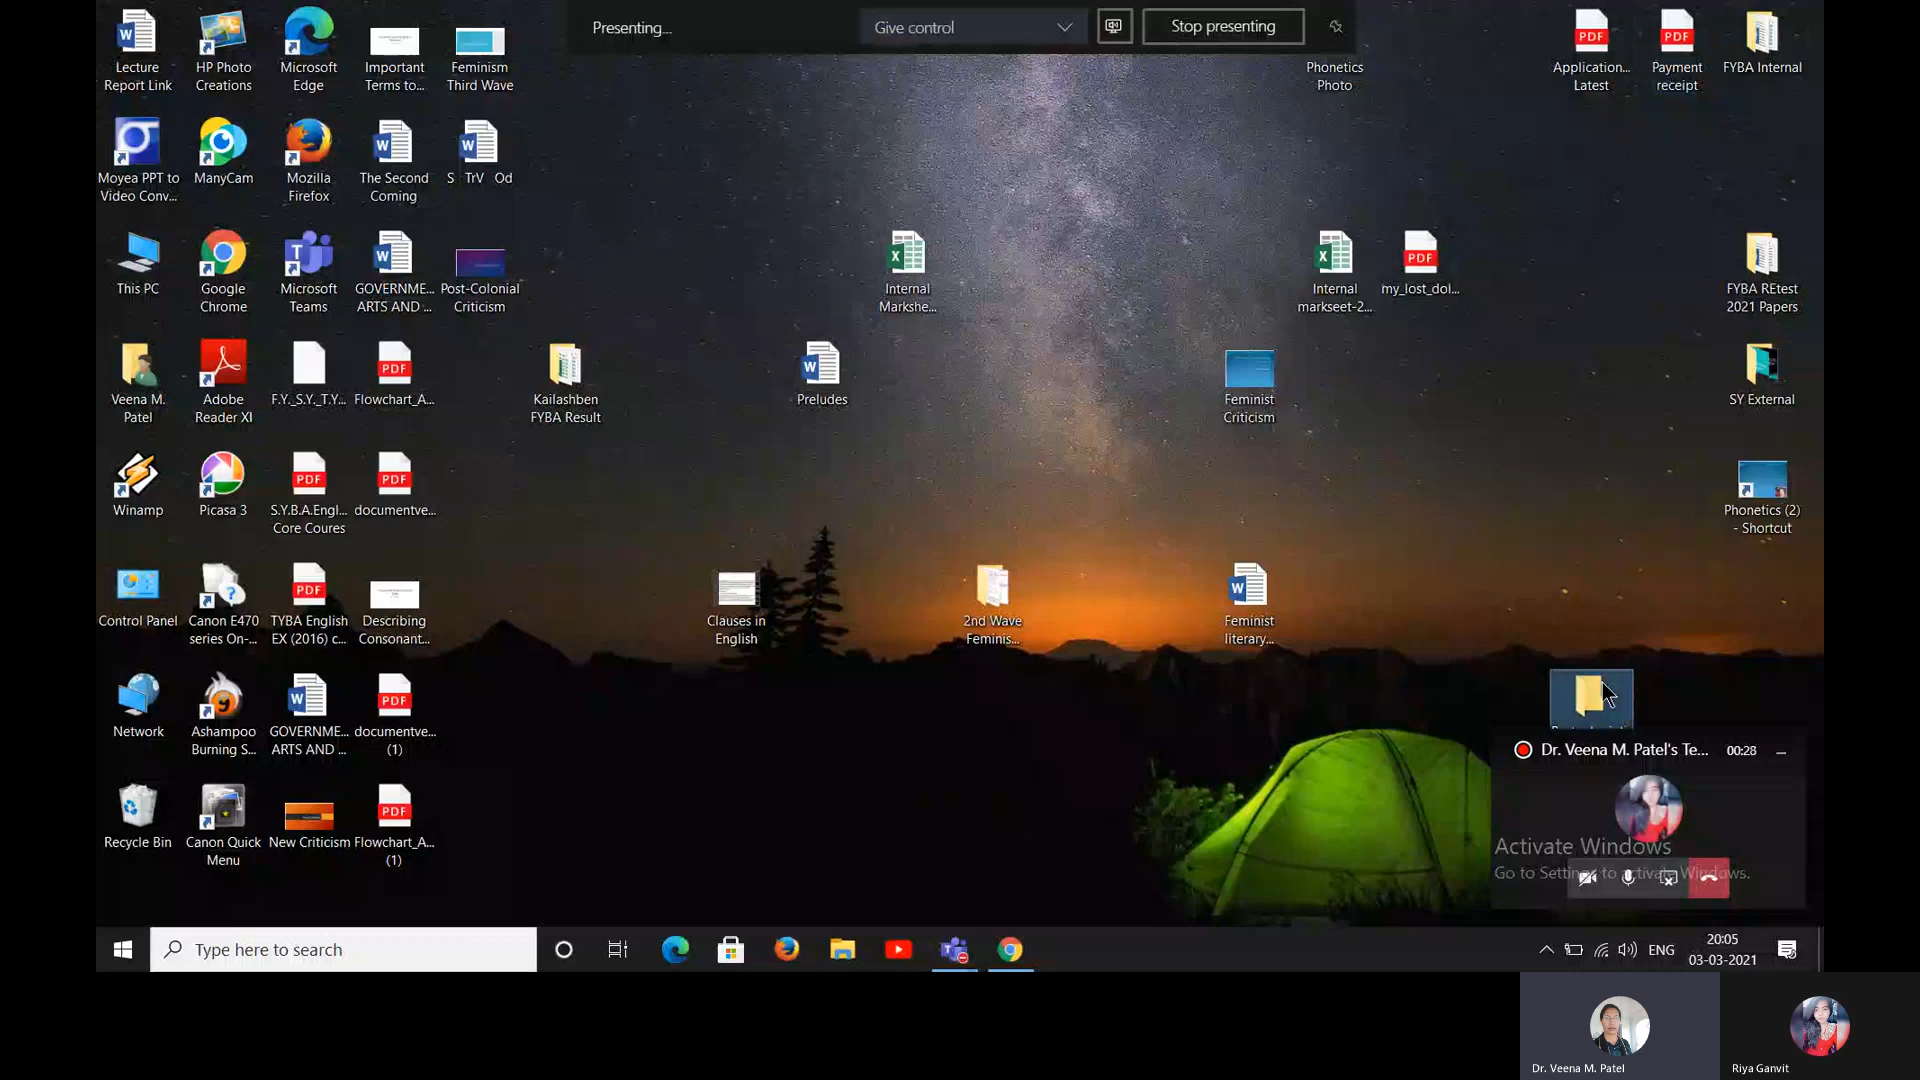 Presenting...
Give control
Stop presenting
Lecture
Report Link
HP Photo
Creations
Microsoft
Edge
Important
Terms to...
Feminism
Third Wave
Phonetics
Photo
Application...
Latest
Payment
receipt
FYBA Internal
Moyea PPT to
Video Conv...
ManyCam
Mozilla
Firefox
The Second
Coming
S TrV Od
This PC
Google
Chrome
Microsoft
Teams
GOVERNME...
ARTS AND ...
Post-Colonial
Criticism
Internal
Markshe...
Internal
markseet-2...
my_lost_dol...
FYBA REtest
2021 Papers
Veena M.
Patel
Adobe
Reader XI
F.Y._S.Y._T.Y...
Flowchart_A...
Kailashben
FYBA Result
Preludes
Feminist
Criticism
SY External
Winamp
Picasa 3
S.Y.B.A.Engl...
Core Coures
documentve...
Phonetics (2)
- Shortcut
Control Panel
Canon E470
series On-...
TYBA English
EX (2016) c...
Describing
Consonant...
Clauses in
English
2nd Wave
Feminis...
Feminist
literary...
Network
Ashampoo
Burning S...
GOVERNME...
ARTS AND ...
documentve...
(1)
Dr. Veena M. Patel's Te...
00:28
Recycle Bin
Canon Quick
Menu
New Criticism
Flowchart_A...
(1)
Activate Windows
Go to Settings to activate Windows.
Type here to search
ENG
20:05
03-03-2021
Dr. Veena M. Patel
Riya Ganvit